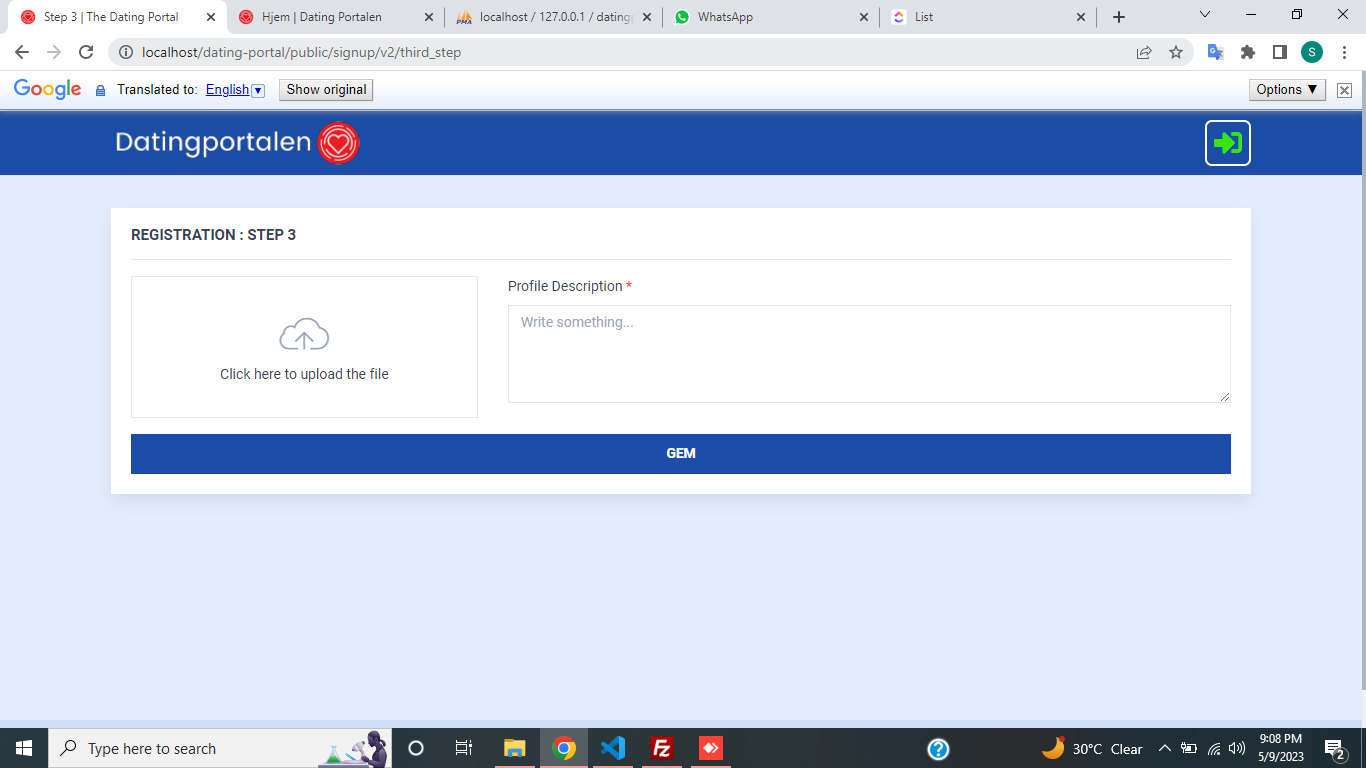 Step 3 | The Dating Portal
Hjem | Dating Portalen
localhost / 127.0.0.1 / dating
WhatsApp
List
localhost/dating-portal/public/signup/v2/third_step
S
Google Translated to: English Show original
Options ▼
Datingportalen
REGISTRATION : STEP 3
Profile Description *
Write something...
Click here to upload the file
GEM
Type here to search
30°C Clear
9:08 PM
5/9/2023
2